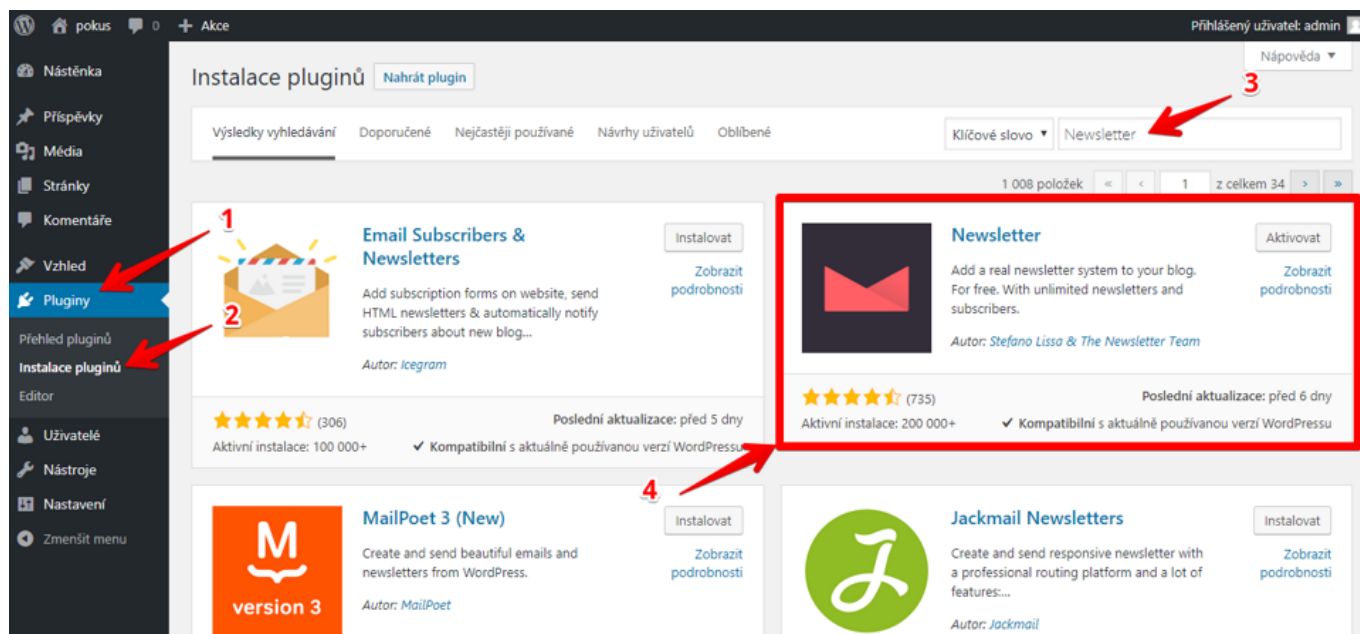 pokus 0 + Akce Přihlášený uživatel: admin
Nástěnka
Příspěvky
Média
Stránky
Komentáře
Vzhled
Pluginy
Přehled pluginů
Instalace pluginů
Editor
Uživatelé
Nástroje
Nastavení
Zmenšit menu
1
2
Nápověda ▼
Instalace pluginů Nahrát plugin
3
Výsledky vyhledávání Doporučené Nejčastěji používané Návrhy uživatelů Oblíbené Klíčové slovo ▼ Newsletter
1 008 položek « ‹ 1 z celkem 34 › »
Email Subscribers &
Newsletters
Instalovat
Zobrazit
podrobnosti
Add subscription forms on website, send
HTML newsletters & automatically notify
subscribers about new blog...
Autor: Icegram
(306) Poslední aktualizace: před 5 dny
Aktivní instalace: 100 000+ ✔ Kompatibilní s aktuálně používanou verzí WordPressu
Newsletter
Aktivovat
Zobrazit
podrobnosti
Add a real newsletter system to your blog.
For free. With unlimited newsletters and
subscribers.
Autor: Stefano Lissa & The Newsletter Team
(735) Poslední aktualizace: před 6 dny
Aktivní instalace: 200 000+ ✔ Kompatibilní s aktuálně používanou verzí WordPressu
4
M
version 3
MailPoet 3 (New)
Instalovat
Zobrazit
podrobnosti
Create and send beautiful emails and
newsletters from WordPress.
Autor: MailPoet
J
Jackmail Newsletters
Instalovat
Zobrazit
podrobnosti
Create and send responsive newsletter with
a professional routing platform and a lot of
features:...
Autor: Jackmail